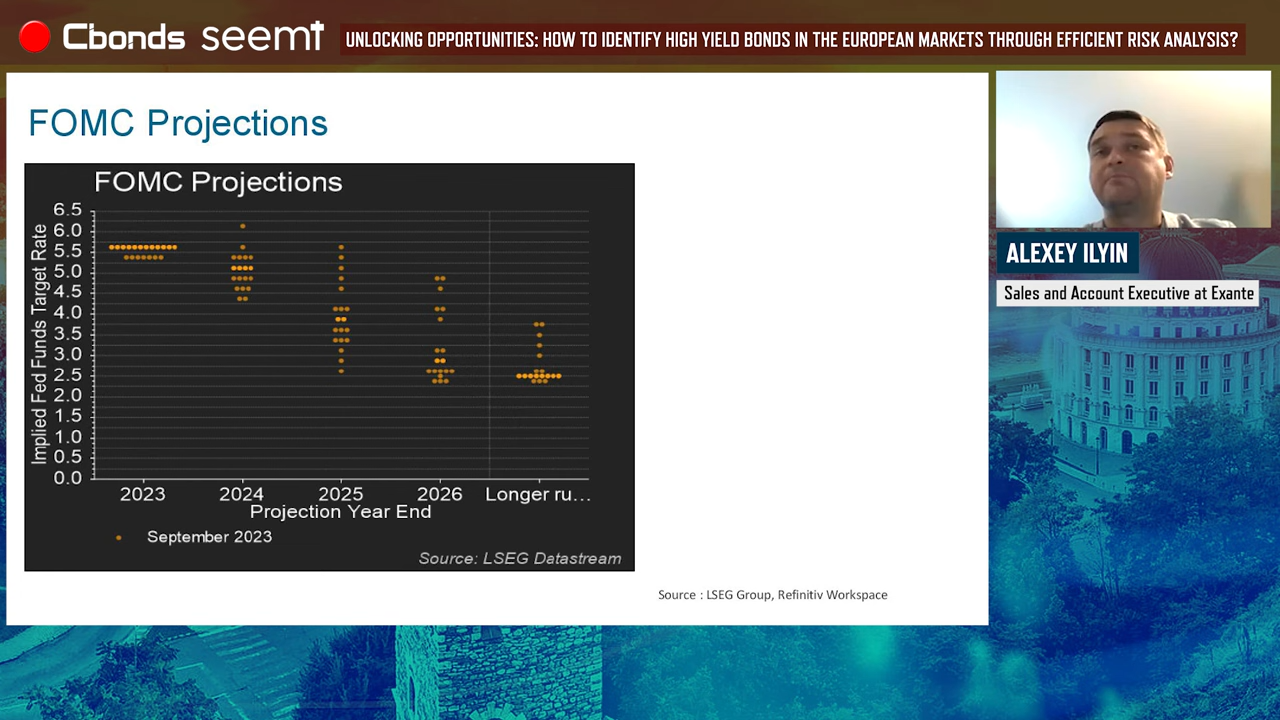 Cbonds seemt UNLOCKING OPPORTUNITIES: HOW TO IDENTIFY HIGH YIELD BONDS IN THE EUROPEAN MARKETS THROUGH EFFICIENT RISK ANALYSIS?
FOMC Projections
FOMC Projections
Implied Fed Funds Target Rate
6.5
6.0
5.5
5.0
4.5
4.0
3.5
3.0
2.5
2.0
1.5
1.0
0.5
0.0
2023 2024 2025 2026 Longer ru...
Projection Year End
September 2023
Source: LSEG Datastream
Source : LSEG Group, Refinitiv Workspace
ALEXEY ILYIN
Sales and Account Executive at Exante